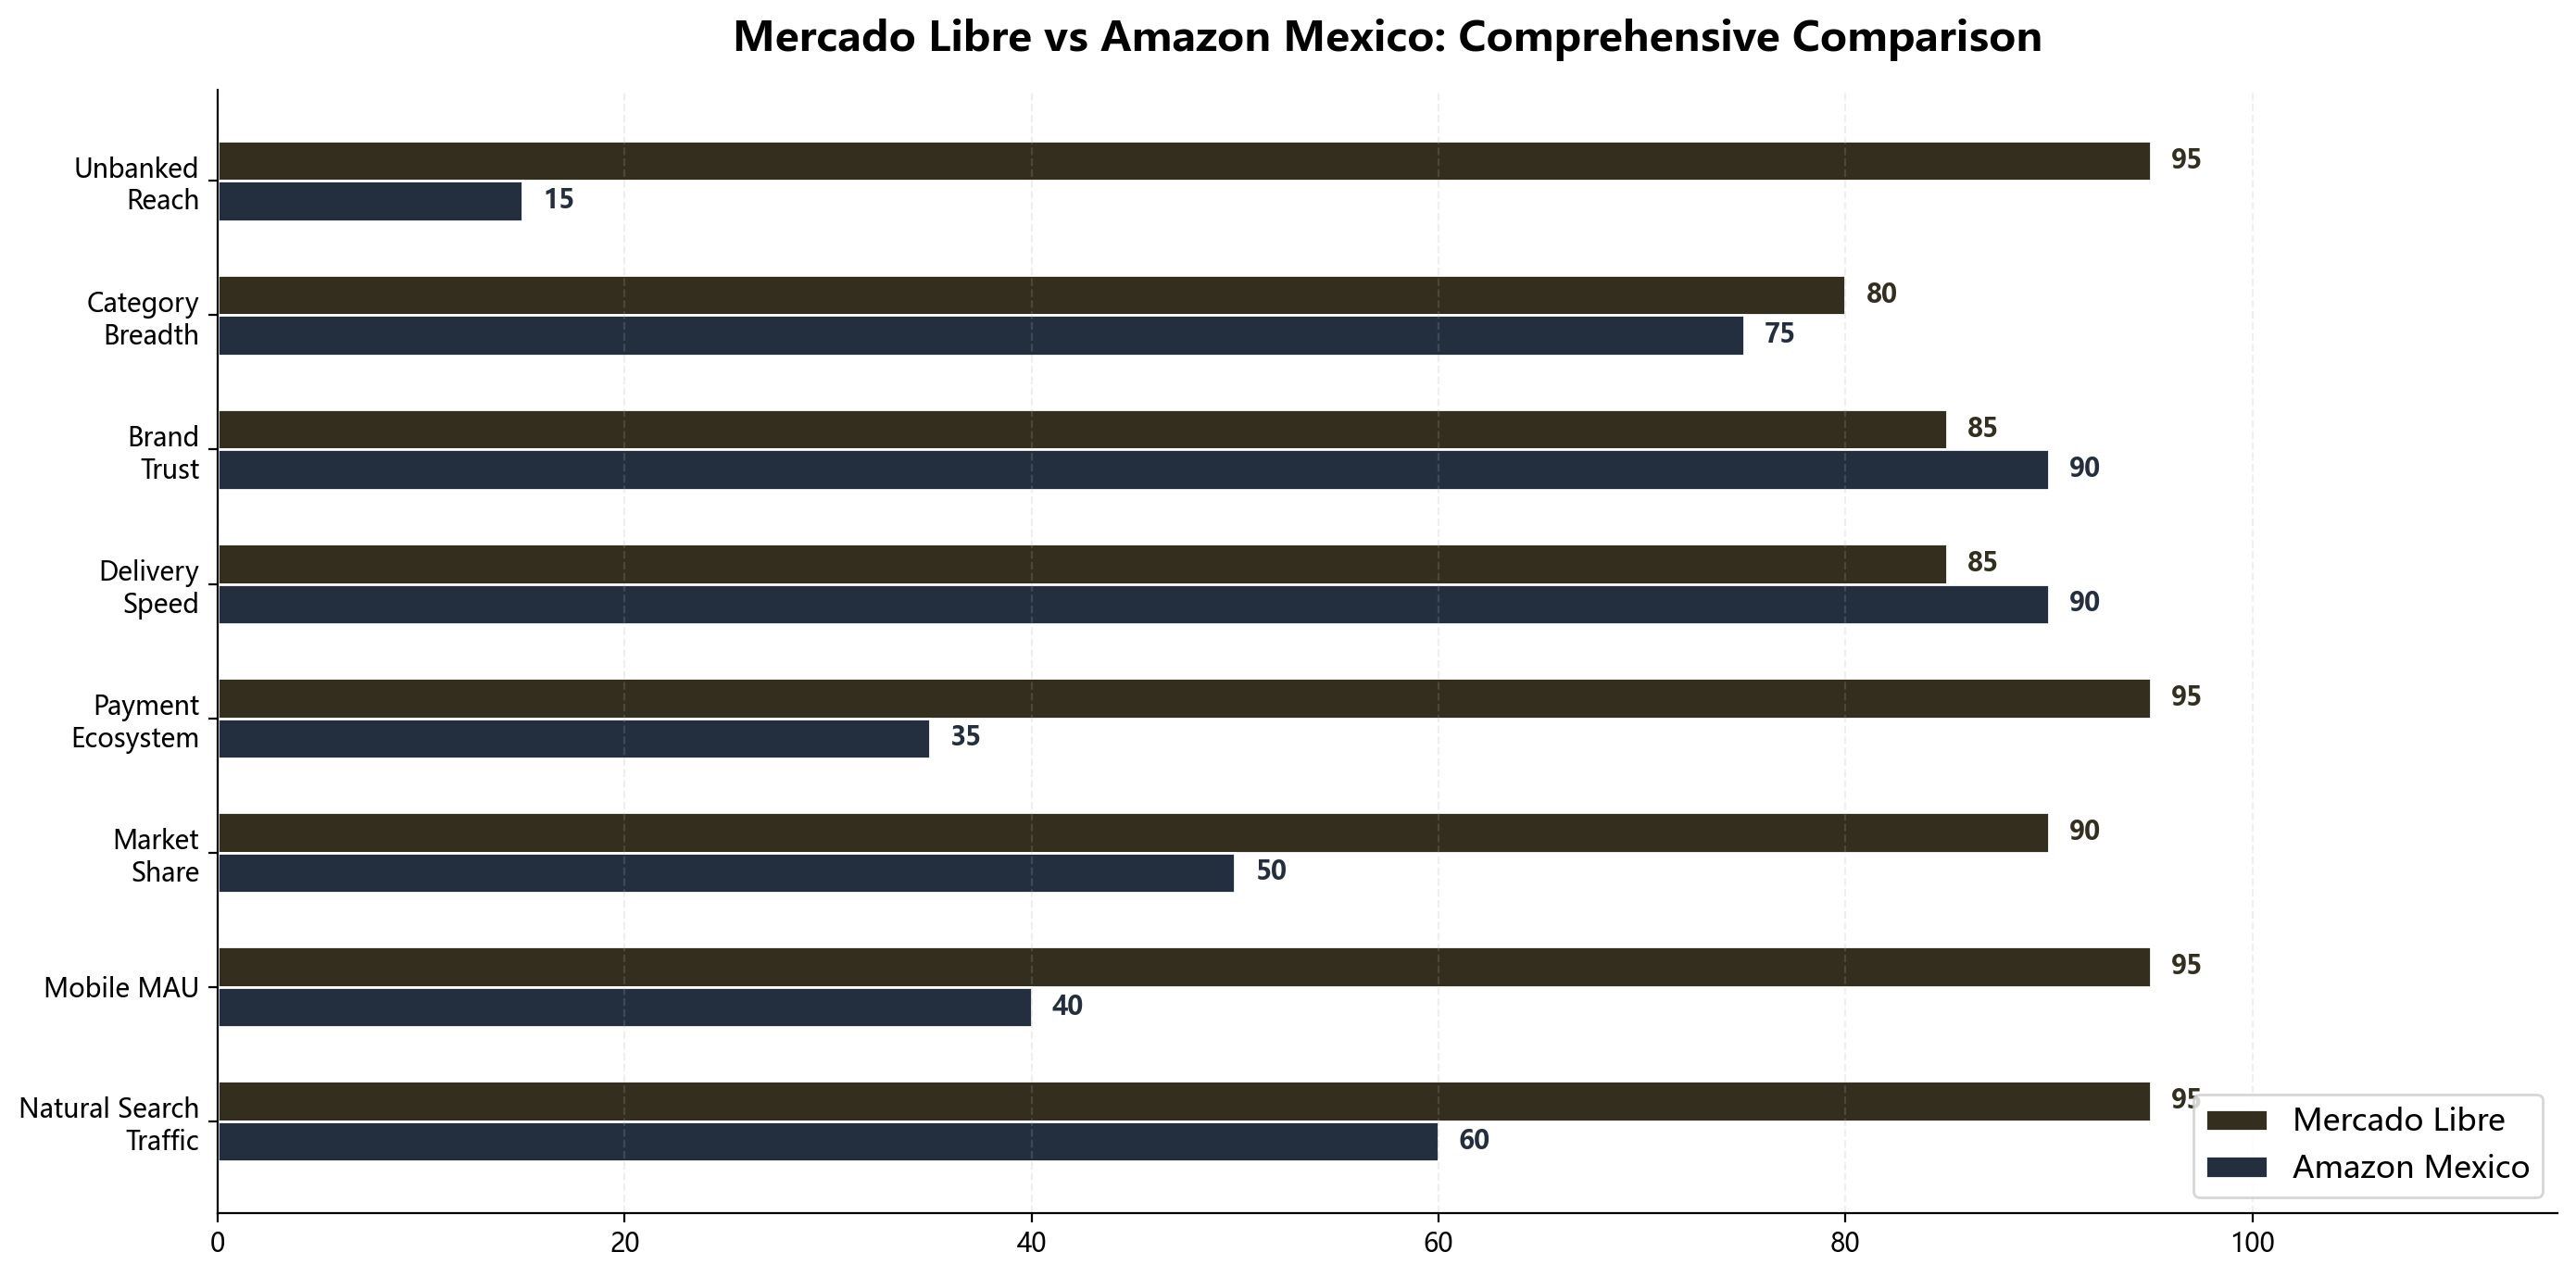 Mercado Libre vs Amazon Mexico: Comprehensive Comparison
Unbanked
Reach
95
15
Category
Breadth
80
75
Brand
Trust
85
90
Delivery
Speed
85
90
Payment
Ecosystem
95
35
Market
Share
90
50
Mobile MAU
95
40
Natural Search
Traffic
95
60
Mercado Libre
Amazon Mexico
0 20 40 60 80 100